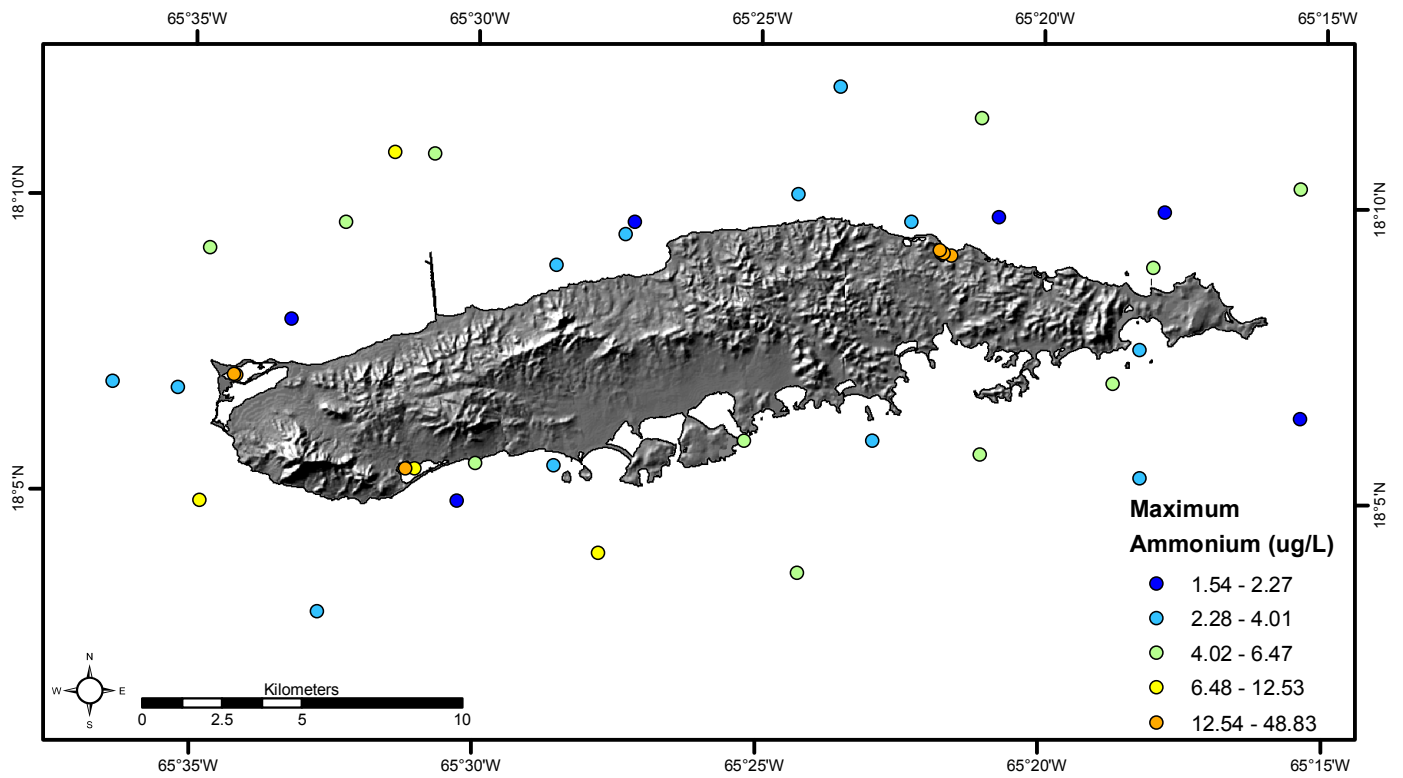 65°35'W 65°30'W 65°25'W 65°20'W 65°15'W
18°10'N
18°10'N
18°5'N
18°5'N
Maximum
Ammonium (ug/L)
1.54 - 2.27
2.28 - 4.01
4.02 - 6.47
6.48 - 12.53
12.54 - 48.83
N
W E
S
Kilometers
0 2.5 5 10
65°35'W 65°30'W 65°25'W 65°20'W 65°15'W